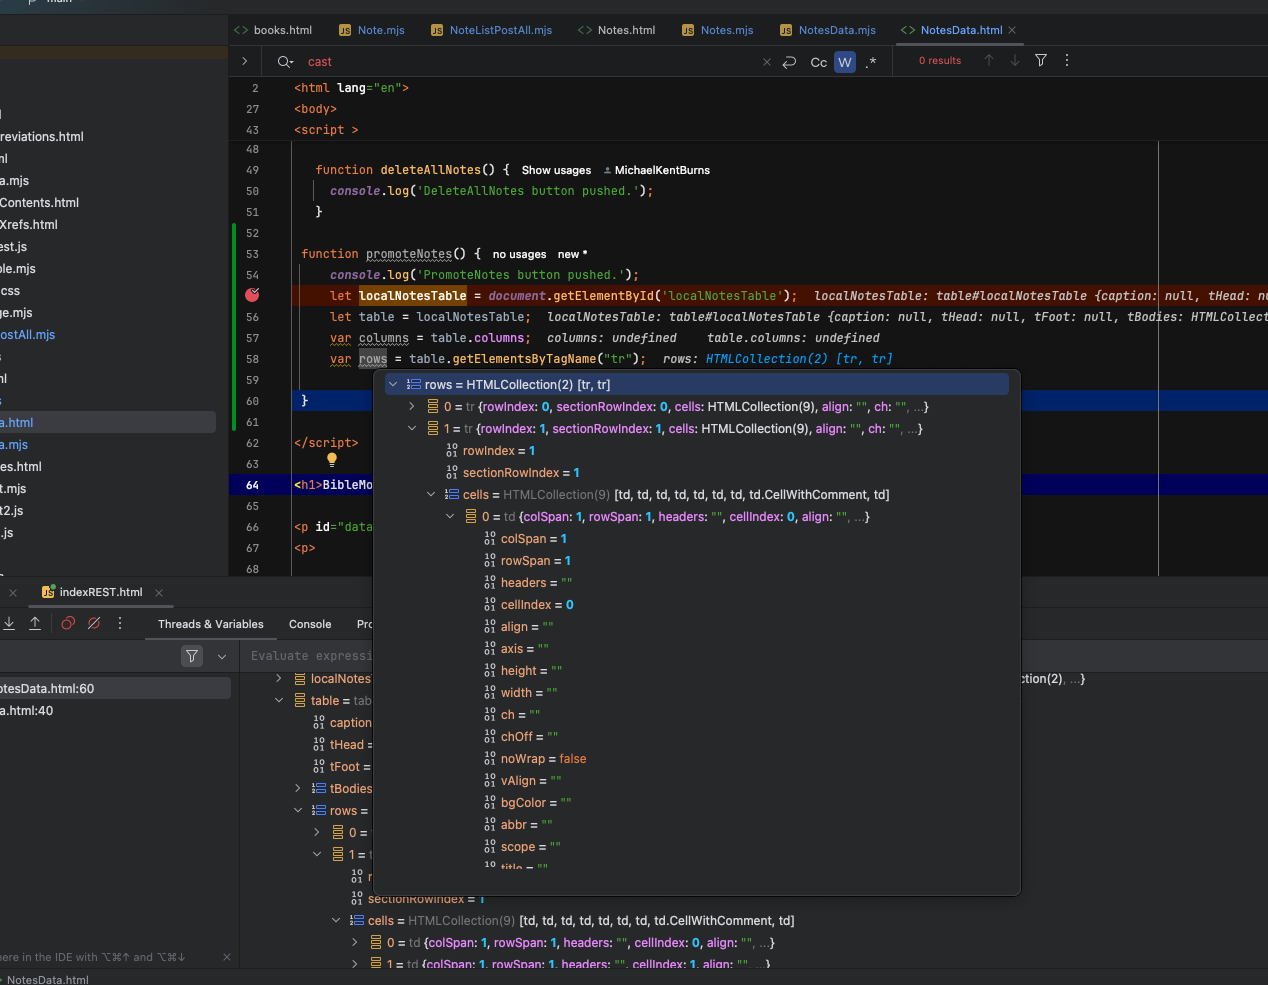 main
books.html Note.mjs NoteListPostAll.mjs Notes.html Notes.mjs NotesData.mjs NotesData.html
cast Cc W .* 0 results
2 <html lang="en">
27 <body>
43 <script >
48
49 function deleteAllNotes() { Show usages MichaelKentBurns
50 console.log('DeleteAllNotes button pushed.');
51 }
52
53 function promoteNotes() { no usages new *
54 console.log('PromoteNotes button pushed.');
let localNotesTable = document.getElementById('localNotesTable'); localNotesTable: table#localNotesTable {caption: null, tHead: nu
56 let table = localNotesTable; localNotesTable: table#localNotesTable {caption: null, tHead: null, tFoot: null, tBodies: HTMLCollect
57 var columns = table.columns; columns: undefined table.columns: undefined
58 var rows = table.getElementsByTagName("tr"); rows: HTMLCollection(2) [tr, tr]
59
60 }
61
62 </script>
63
64 <h1>BibleMo
65
66 <p id="data
67 <p>
68
reviations.html
ml
a.mjs
Contents.html
Xrefs.html
est.js
ole.mjs
css
ge.mjs
ostAll.mjs
s
ml
s
a.html
a.mjs
es.html
t.mjs
t2.js
.js
rows = HTMLCollection(2) [tr, tr]
0 = tr {rowIndex: 0, sectionRowIndex: 0, cells: HTMLCollection(9), align: "", ch: "", ...}
1 = tr {rowIndex: 1, sectionRowIndex: 1, cells: HTMLCollection(9), align: "", ch: "", ...}
rowIndex = 1
sectionRowIndex = 1
cells = HTMLCollection(9) [td, td, td, td, td, td, td, td.CellWithComment, td]
0 = td {colSpan: 1, rowSpan: 1, headers: "", cellIndex: 0, align: "", ...}
colSpan = 1
rowSpan = 1
headers = ""
cellIndex = 0
align = ""
axis = ""
height = ""
width = ""
ch = ""
chOff = ""
noWrap = false
vAlign = ""
bgColor = ""
abbr = ""
scope = ""
title = ""
indexREST.html
Threads & Variables Console Pro
Evaluate expressi
otesData.html:60
a.html:40
localNotes ction(2), ...}
table = tab
caption
tHead =
tFoot =
tBodies
rows =
0 =
1 = t
r
sectionRowIndex = 1
cells = HTMLCollection(9) [td, td, td, td, td, td, td, td.CellWithComment, td]
0 = td {colSpan: 1, rowSpan: 1, headers: "", cellIndex: 0, align: "", ...}
1 = td {colSpan: 1, rowSpan: 1, headers: "", cellIndex: 1, align: "", ...}
here in the IDE with ⌥⌘↑ and ⌥⌘↓
NotesData.html